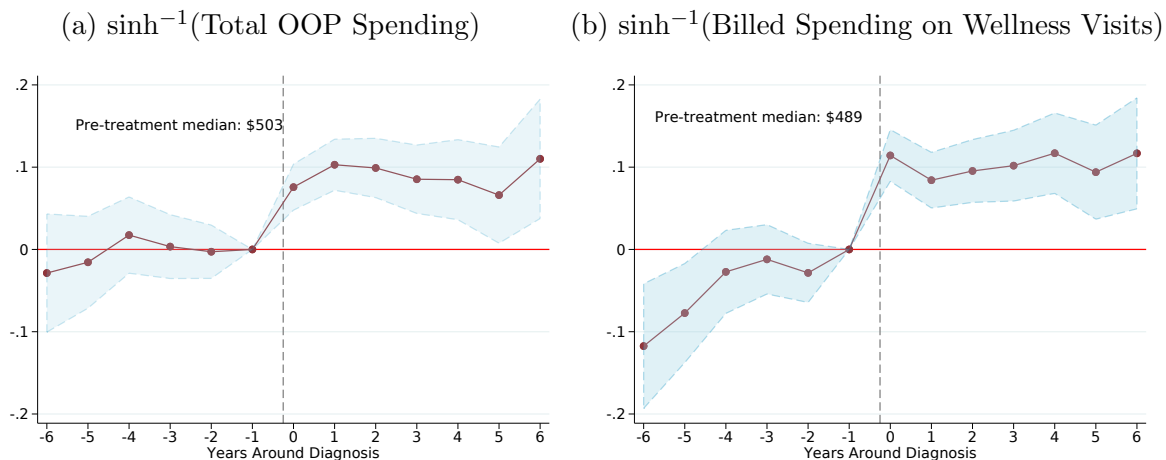 (a) sinh⁻¹(Total OOP Spending)
.2
.1
0
-.1
-.2
Pre-treatment median: $503
-6 -5 -4 -3 -2 -1 0 1 2 3 4 5 6
Years Around Diagnosis
(b) sinh⁻¹(Billed Spending on Wellness Visits)
.2
.1
0
-.1
-.2
Pre-treatment median: $489
-6 -5 -4 -3 -2 -1 0 1 2 3 4 5 6
Years Around Diagnosis